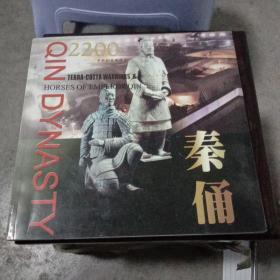 QIN DYNASTY
2200
TERRA-COTTA WARRIORS &
HORSES OF EMPEROR QIN
秦
俑